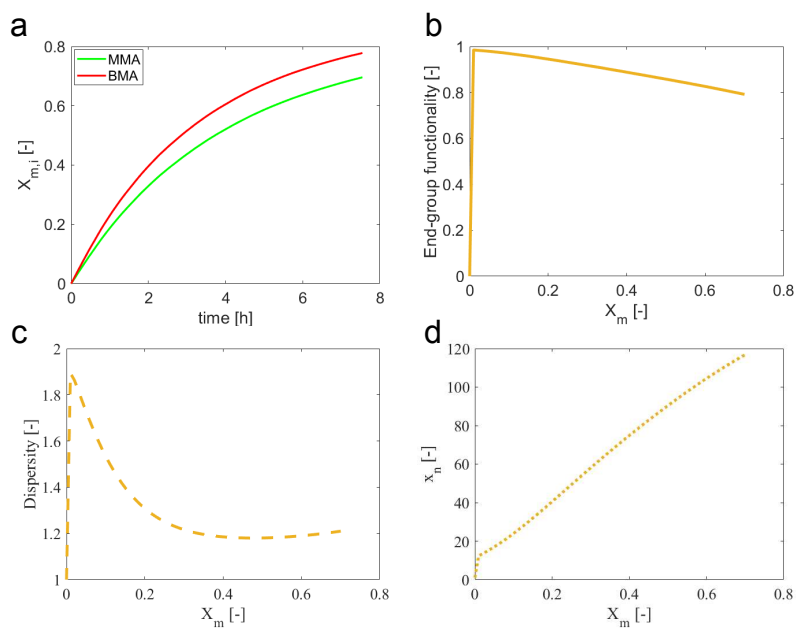 a
0.8
0.6
0.4
0.2
0
X_m,i [-]
MMA
BMA
0 2 4 6 8
time [h]
b
1
0.8
0.6
0.4
0.2
0
End-group functionality [-]
0 0.2 0.4 0.6 0.8
X_m [-]
c
2
1.8
1.6
1.4
1.2
1
Dispersity [-]
0 0.2 0.4 0.6 0.8
X_m [-]
d
120
100
80
60
40
20
0
x_n [-]
0 0.2 0.4 0.6 0.8
X_m [-]